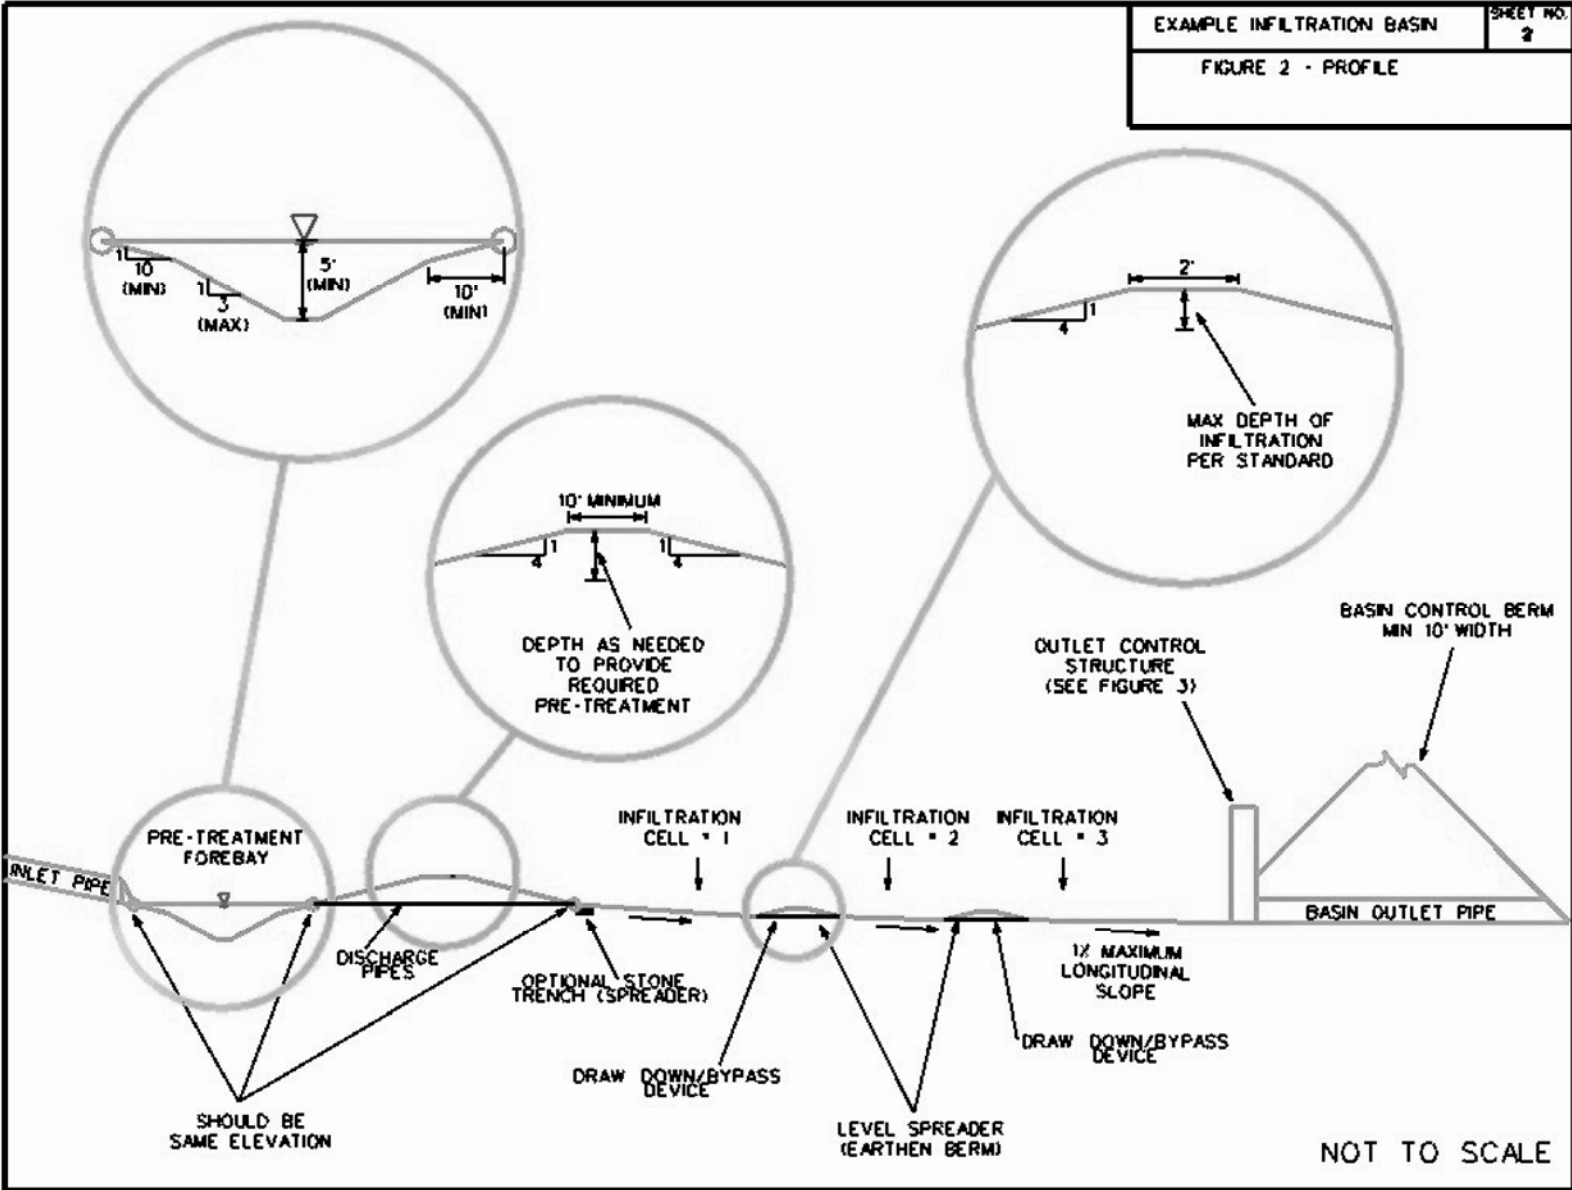 EXAMPLE INFILTRATION BASIN
SHEET NO.
2
FIGURE 2 - PROFILE
1
10
(MIN)
1
3
(MAX)
5'
(MIN)
10'
(MIN)
2'
1
4
MAX DEPTH OF
INFILTRATION
PER STANDARD
10' MINIMUM
1
4
1
4
DEPTH AS NEEDED
TO PROVIDE
REQUIRED
PRE-TREATMENT
BASIN CONTROL BERM
MIN 10' WIDTH
OUTLET CONTROL
STRUCTURE
(SEE FIGURE 3)
INFILTRATION
CELL # 1
INFILTRATION
CELL # 2
INFILTRATION
CELL # 3
PRE-TREATMENT
FOREBAY
INLET PIPE
BASIN OUTLET PIPE
DISCHARGE
PIPES
OPTIONAL STONE
TRENCH (SPREADER)
1% MAXIMUM
LONGITUDINAL
SLOPE
DRAW DOWN/BYPASS
DEVICE
DRAW DOWN/BYPASS
DEVICE
SHOULD BE
SAME ELEVATION
LEVEL SPREADER
(EARTHEN BERM)
NOT TO SCALE